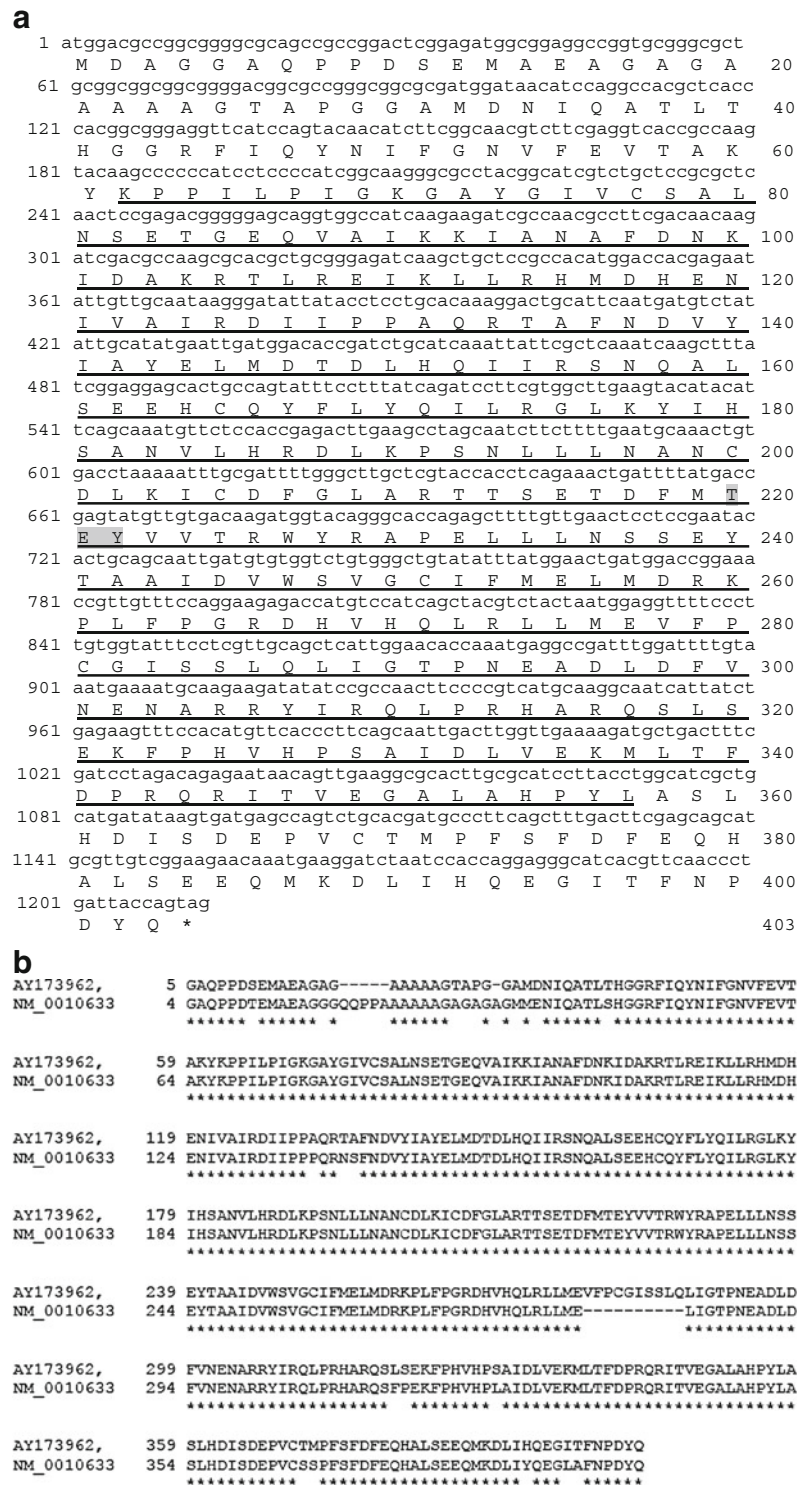 a
1 atggacgccggcggggcgcagccgccggactcggagatggcggaggccggtgcgggcgct
M D A G G A Q P P D S E M A E A G A G A 20
61 gcggcggcggcggggacggcgccgggcggcgcgatggataacatccaggccacgctcacc
A A A A G T A P G G A M D N I Q A T L T 40
121 cacggcgggaggttcatccagtacaacatcttcggcaacgtcttcgaggtcaccgccaag
H G G R F I Q Y N I F G N V F E V T A K 60
181 tacaagccccccatcctccccatcggcaagggcgcctacggcatcgtctgctccgcgctc
Y K P P I L P I G K G A Y G I V C S A L 80
241 aactccgagacgggggagcaggtggccatcaagaagatcgccaacgccttcgacaacaag
N S E T G E Q V A I K K I A N A F D N K 100
301 atcgacgccaagcgcacgctgcgggagatcaagctgctccgccacatggaccacgagaat
I D A K R T L R E I K L L R H M D H E N 120
361 attgttgcaataagggatattatacctcctgcacaaaggactgcattcaatgatgtctat
I V A I R D I I P P A Q R T A F N D V Y 140
421 attgcatatgaattgatggacaccgatctgcatcaaattattcgctcaaatcaagcttta
I A Y E L M D T D L H Q I I R S N Q A L 160
481 tcggaggagcactgccagtatttcctttatcagatccttcgtggcttgaagtacatacat
S E E H C Q Y F L Y Q I L R G L K Y I H 180
541 tcagcaaatgttctccaccgagacttgaagcctagcaatcttcttttgaatgcaaactgt
S A N V L H R D L K P S N L L L N A N C 200
601 gacctaaaaatttgcgattttgggcttgctcgtaccacctcagaaactgattttatgacc
D L K I C D F G L A R T T S E T D F M T 220
661 gagtatgttgtgacaagatggtacagggcaccagagcttttgttgaactcctccgaatac
E Y V V T R W Y R A P E L L L N S S E Y 240
721 actgcagcaattgatgtgtggtctgtgggctgtatatttatggaactgatggaccggaaa
T A A I D V W S V G C I F M E L M D R K 260
781 ccgttgtttccaggaagagaccatgtccatcagctacgtctactaatggaggttttccct
P L F P G R D H V H Q L R L L M E V F P 280
841 tgtggtatttcctcgttgcagctcattggaacaccaaatgaggccgatttggattttgta
C G I S S L Q L I G T P N E A D L D F V 300
901 aatgaaaatgcaagaagatatatccgccaacttccccgtcatgcaaggcaatcattatct
N E N A R R Y I R Q L P R H A R Q S L S 320
961 gagaagtttccacatgttcacccttcagcaattgacttggttgaaaagatgctgactttc
E K F P H V H P S A I D L V E K M L T F 340
1021 gatcctagacagagaataacagttgaaggcgcacttgcgcatccttacctggcatcgctg
D P R Q R I T V E G A L A H P Y L A S L 360
1081 catgatataagtgatgagccagtctgcacgatgcccttcagctttgacttcgagcagcat
H D I S D E P V C T M P F S F D F E Q H 380
1141 gcgttgtcggaagaacaaatgaaggatctaatccaccaggagggcatcacgttcaaccct
A L S E E Q M K D L I H Q E G I T F N P 400
1201 gattaccagtag
D Y Q * 403
b
AY173962, 5 GAQPPDSEMAEAGAG-----AAAAAGTAPG-GAMDNIQATLTHGGRFIQYNIFGNVFEVT
NM_0010633 4 GAQPPDTEMAEAGGGQQPPAAAAAAGAGAGAGMMENIQATLSHGGRFIQYNIFGNVFEVT
****** ****** * ****** * * * ****** ******************
AY173962, 59 AKYKPPILPIGKGAYGIVCSALNSETGEQVAIKKIANAFDNKIDAKRTLREIKLLRHMDH
NM_0010633 64 AKYKPPILPIGKGAYGIVCSALNSETGEQVAIKKIANAFDNKIDAKRTLREIKLLRHMDH
************************************************************
AY173962, 119 ENIVAIRDIIPPAQRTAFNDVYIAYELMDTDLHQIIRSNQALSEEHCQYFLYQILRGLKY
NM_0010633 124 ENIVAIRDIIPPPQRNSFNDVYIAYELMDTDLHQIIRSNQALSEEHCQYFLYQILRGLKY
************ ** *******************************************
AY173962, 179 IHSANVLHRDLKPSNLLLNANCDLKICDFGLARTTSETDFMTEYVVTRWYRAPELLLNSS
NM_0010633 184 IHSANVLHRDLKPSNLLLNANCDLKICDFGLARTTSETDFMTEYVVTRWYRAPELLLNSS
************************************************************
AY173962, 239 EYTAAIDVWSVGCIFMELMDRKPLFPGRDHVHQLRLLMEVFPCGISSLQLIGTPNEADLD
NM_0010633 244 EYTAAIDVWSVGCIFMELMDRKPLFPGRDHVHQLRLLME----------LIGTPNEADLD
*************************************** ***********
AY173962, 299 FVNENARRYIRQLPRHARQSLSEKFPHVHPSAIDLVEKMLTFDPRQRITVEGALAHPYLA
NM_0010633 294 FVNENARRYIRQLPRHARQSFPEKFPHVHPLAIDLVEKMLTFDPRQRITVEGALAHPYLA
******************** ******** *****************************
AY173962, 359 SLHDISDEPVCTMPFSFDFEQHALSEEQMKDLIHQEGITFNPDYQ
NM_0010633 354 SLHDISDEPVCSSPFSFDFEQHALSEEQMKDLIYQEGLAFNPDYQ
*********** ******************** *** ******